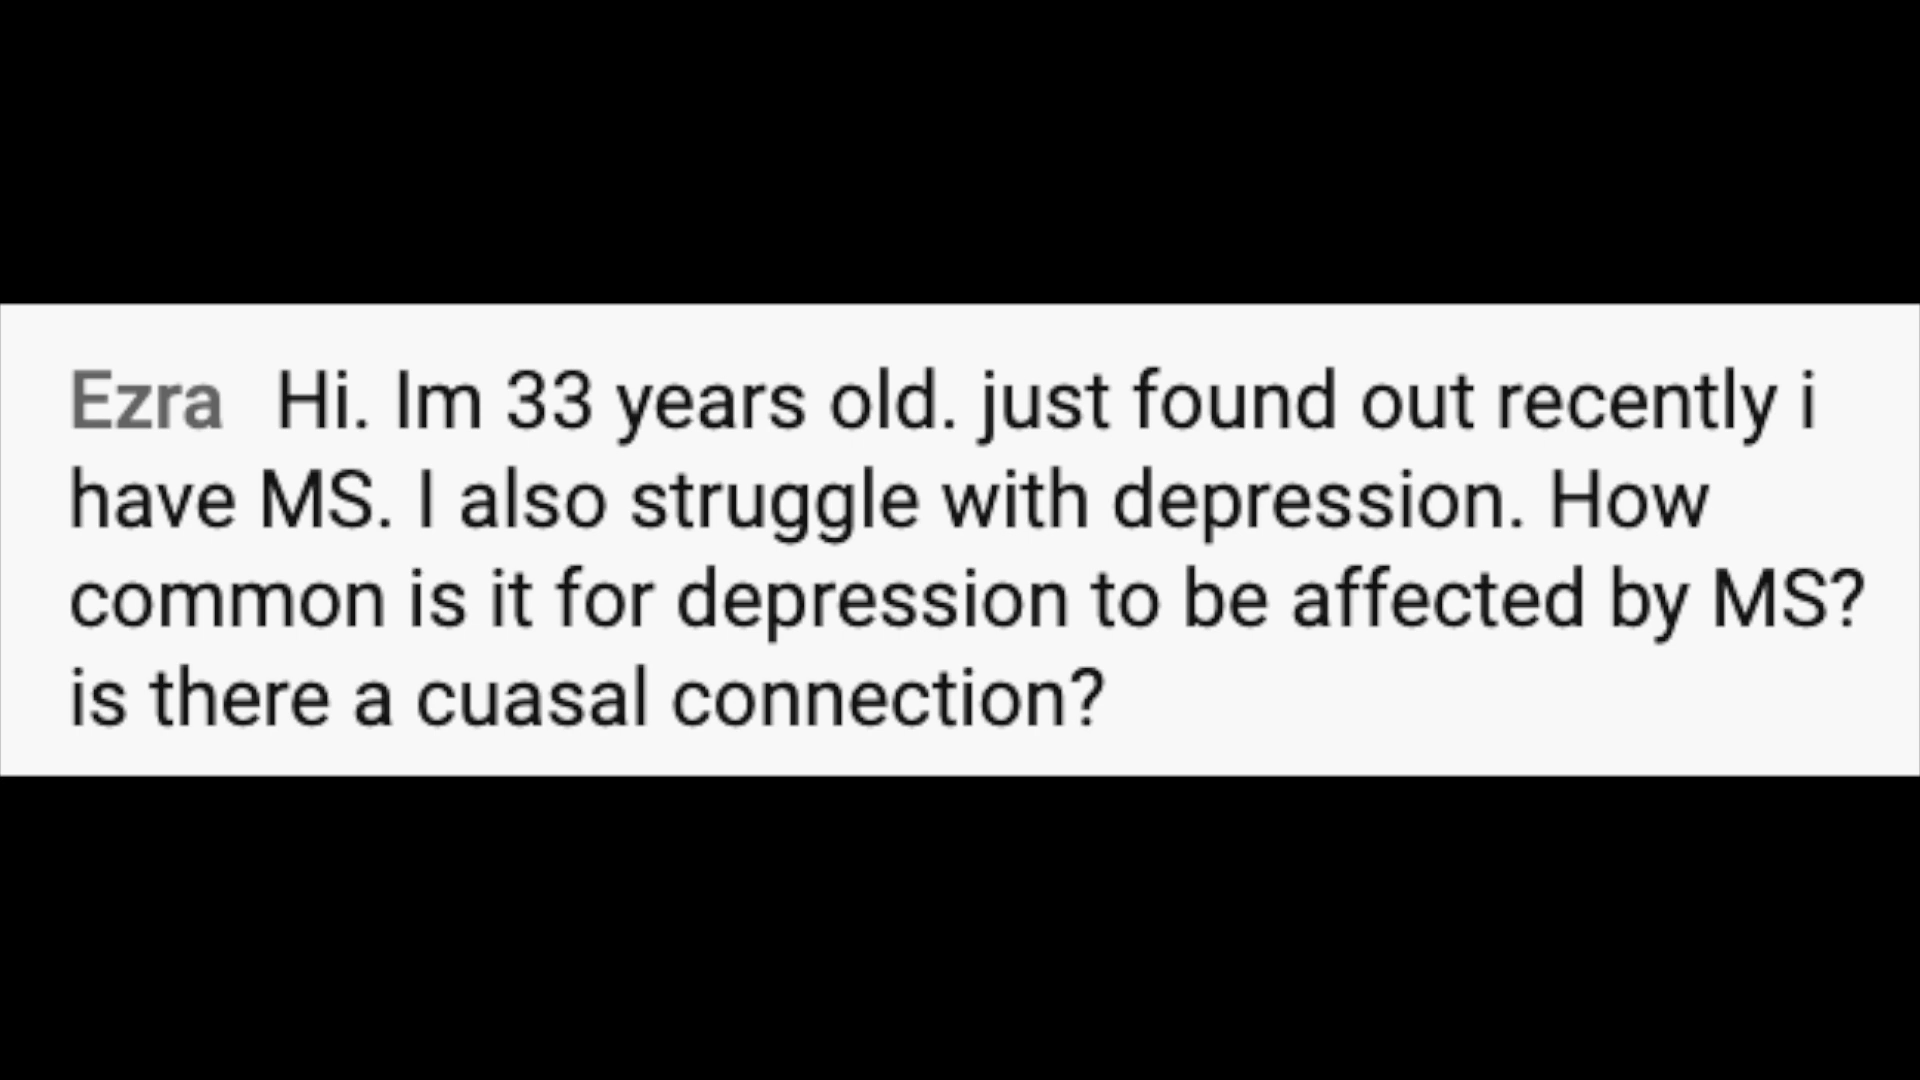 Ezra Hi. Im 33 years old. just found out recently i
have MS. I also struggle with depression. How
common is it for depression to be affected by MS?
is there a cuasal connection?